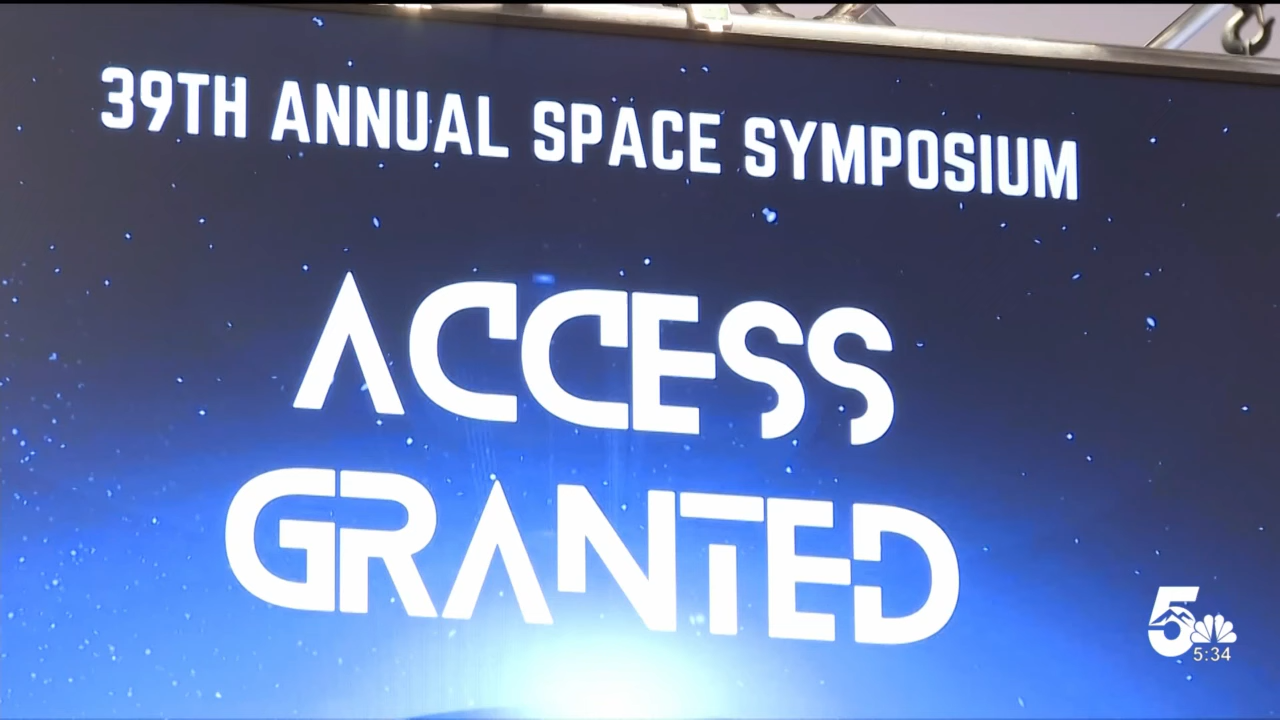 39TH ANNUAL SPACE SYMPOSIUM
ACCESS
GRANTED
5
5:34